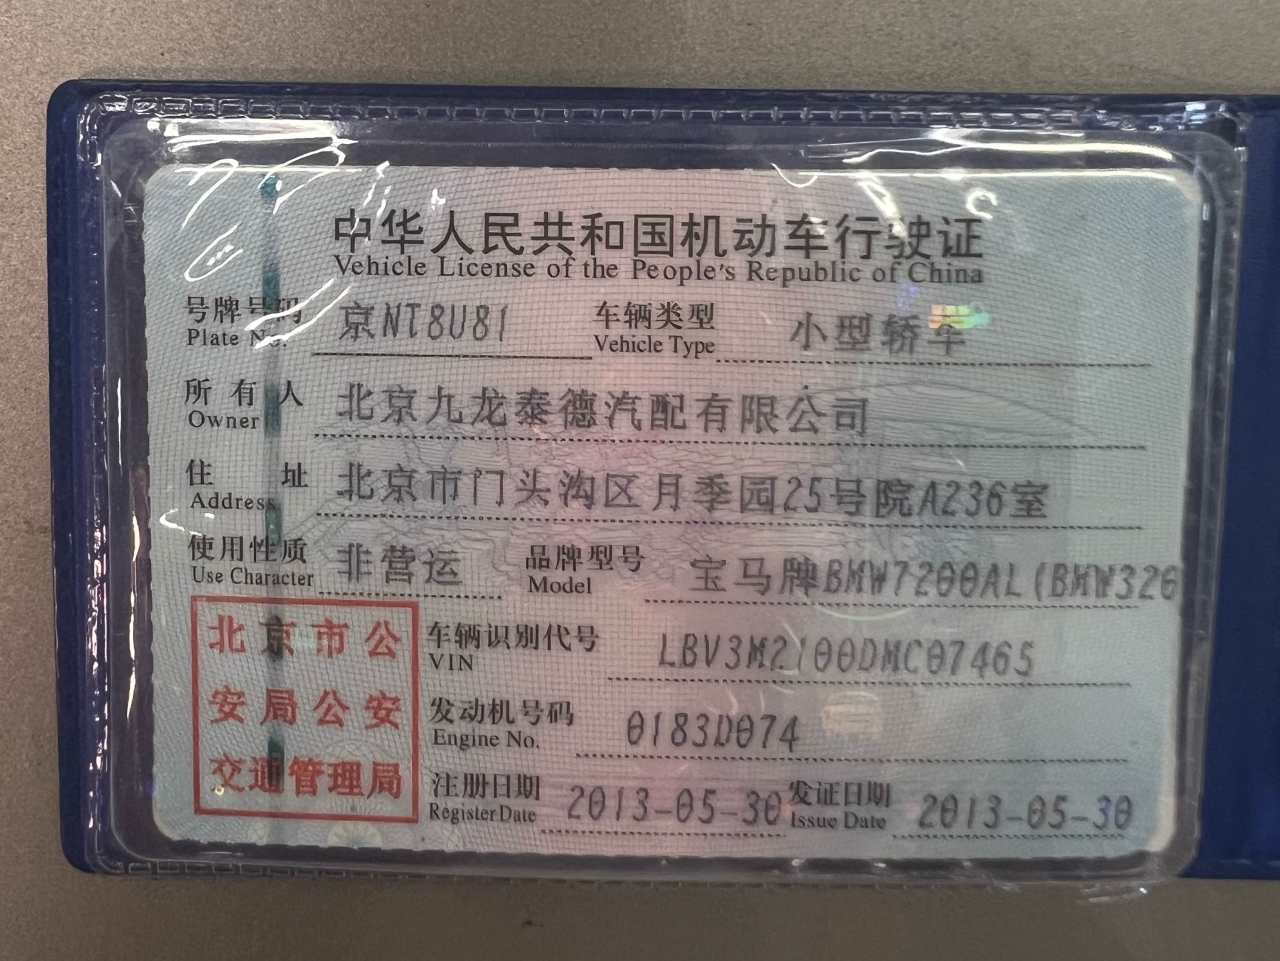 中华人民共和国机动车行驶证
Vehicle License of the People's Republic of China
号牌号码 京NT8U81 车辆类型 小型轿车
Plate No. Vehicle Type
所有人 北京九龙泰德汽配有限公司
Owner
住址 北京市门头沟区月季园25号院A236室
Address
使用性质 非营运 品牌型号 宝马牌BMW7200AL(BMW326
Use Character Model
北京市公
安局公安
交通管理局
车辆识别代号 LBV3M2100DMC07465
VIN
发动机号码 0183D074
Engine No.
注册日期 2013-05-30 发证日期 2013-05-30
Register Date Issue Date